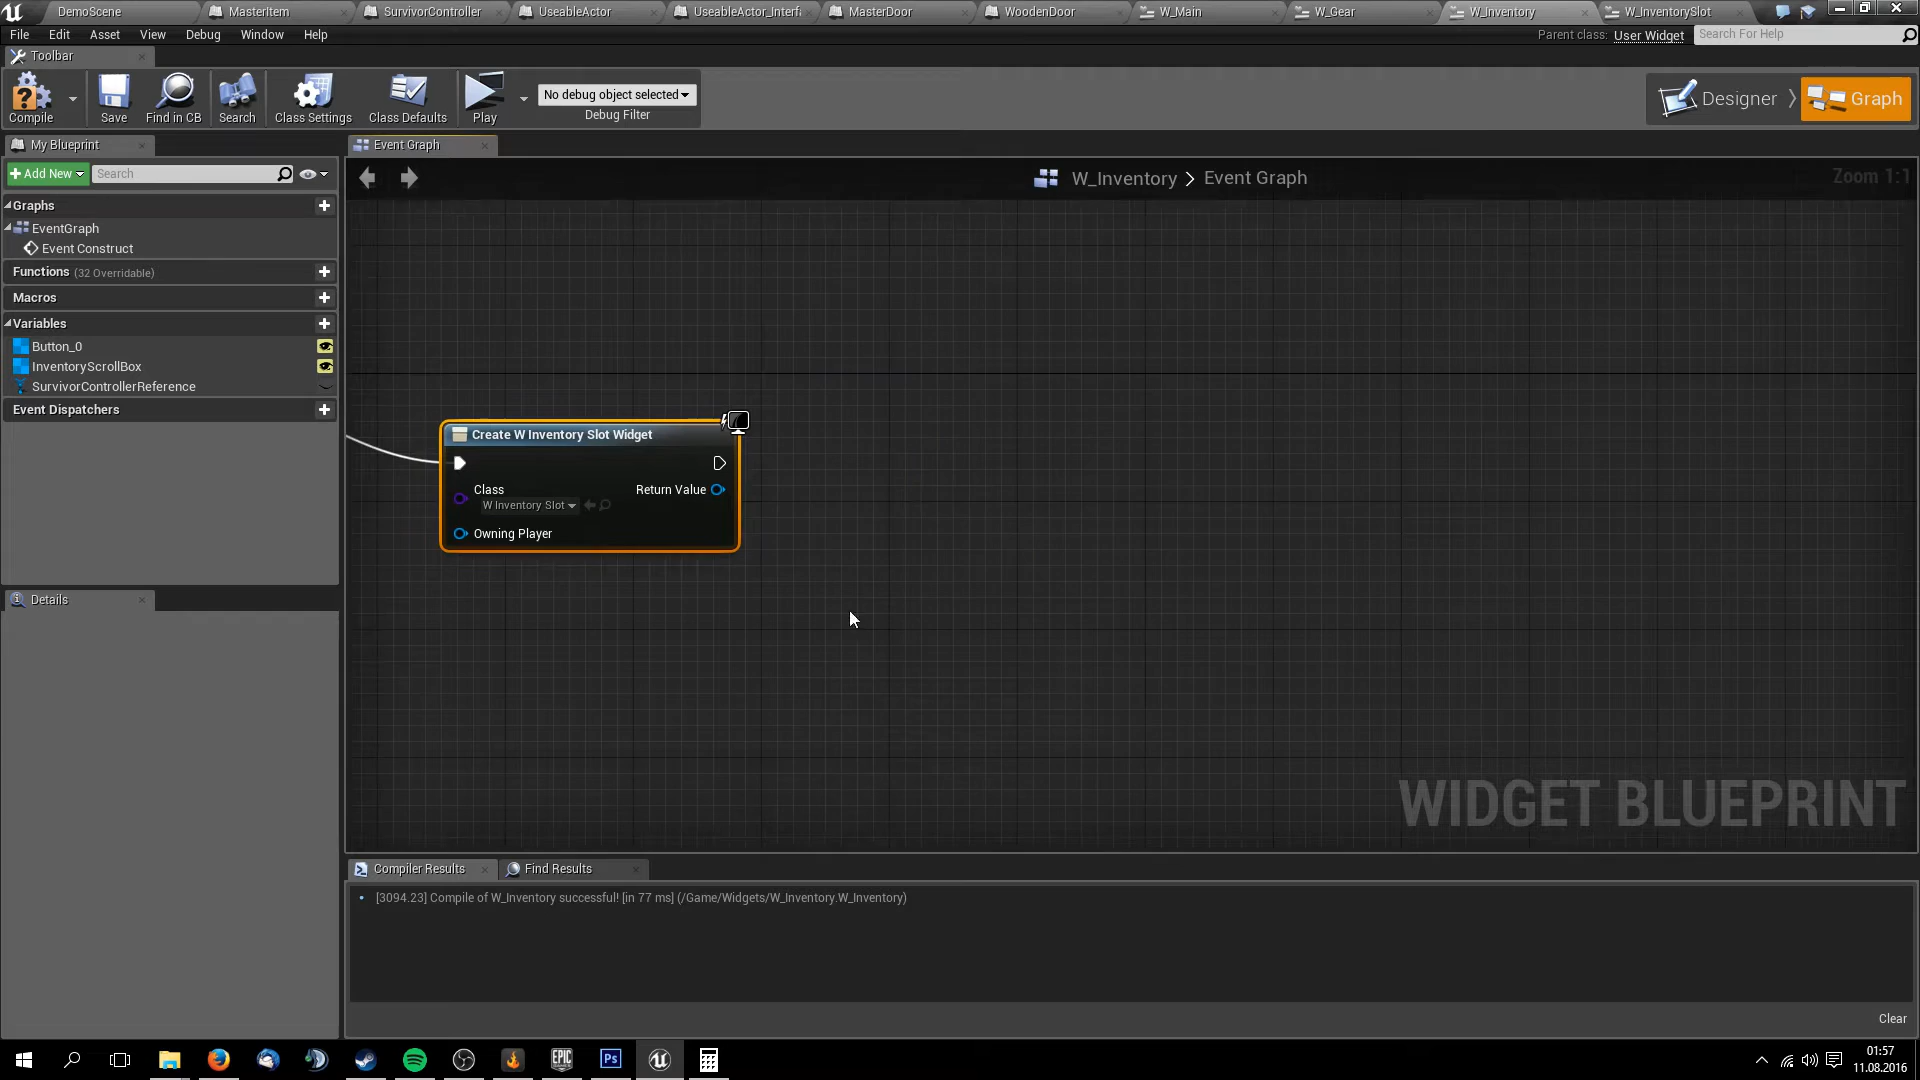 DemoScene
MasterItem
SurvivorController
UseableActor
UseableActor_Interf
MasterDoor
WoodenDoor
W_Main
W_Gear
W_Inventory
W_InventorySlot
File Edit Asset View Debug Window Help
Parent class: User Widget
Search For Help
Toolbar
Compile
Save
Find in CB
Search
Class Settings
Class Defaults
Play
No debug object selected
Debug Filter
Designer
Graph
My Blueprint
Event Graph
Add New
Search
W_Inventory > Event Graph
Zoom 1:1
Graphs
EventGraph
Event Construct
Functions (32 Overridable)
Macros
Variables
Button_0
InventoryScrollBox
SurvivorControllerReference
Event Dispatchers
Create W Inventory Slot Widget
Class
Return Value
W Inventory Slot
Owning Player
Details
WIDGET BLUEPRINT
Compiler Results
Find Results
• [3094.23] Compile of W_Inventory successful! [in 77 ms] (/Game/Widgets/W_Inventory.W_Inventory)
Clear
EPIC
GAMES
Ps
01:57
11.08.2016